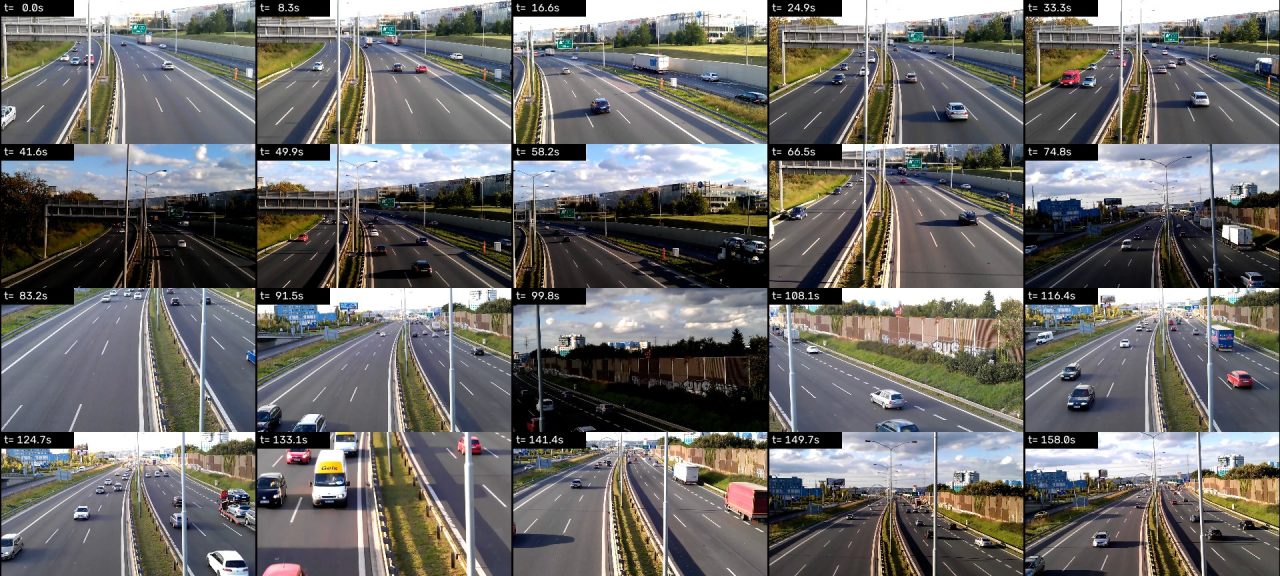 t= 0.0s
t= 8.3s
t= 16.6s
t= 24.9s
t= 33.3s
t= 41.6s
t= 49.9s
t= 58.2s
t= 66.5s
t= 74.8s
t= 83.2s
t= 91.5s
t= 99.8s
t= 108.1s
t= 116.4s
t= 124.7s
t= 133.1s
Geis
t= 141.4s
t= 149.7s
t= 158.0s